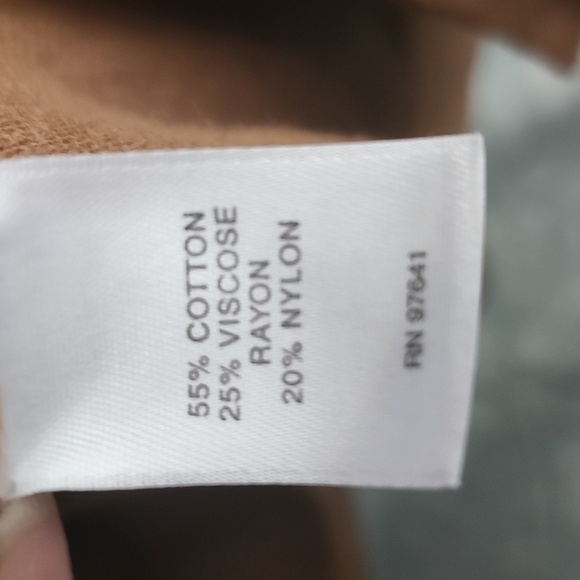 55% COTTON
25% VISCOSE
RAYON
20% NYLON
RN 97641